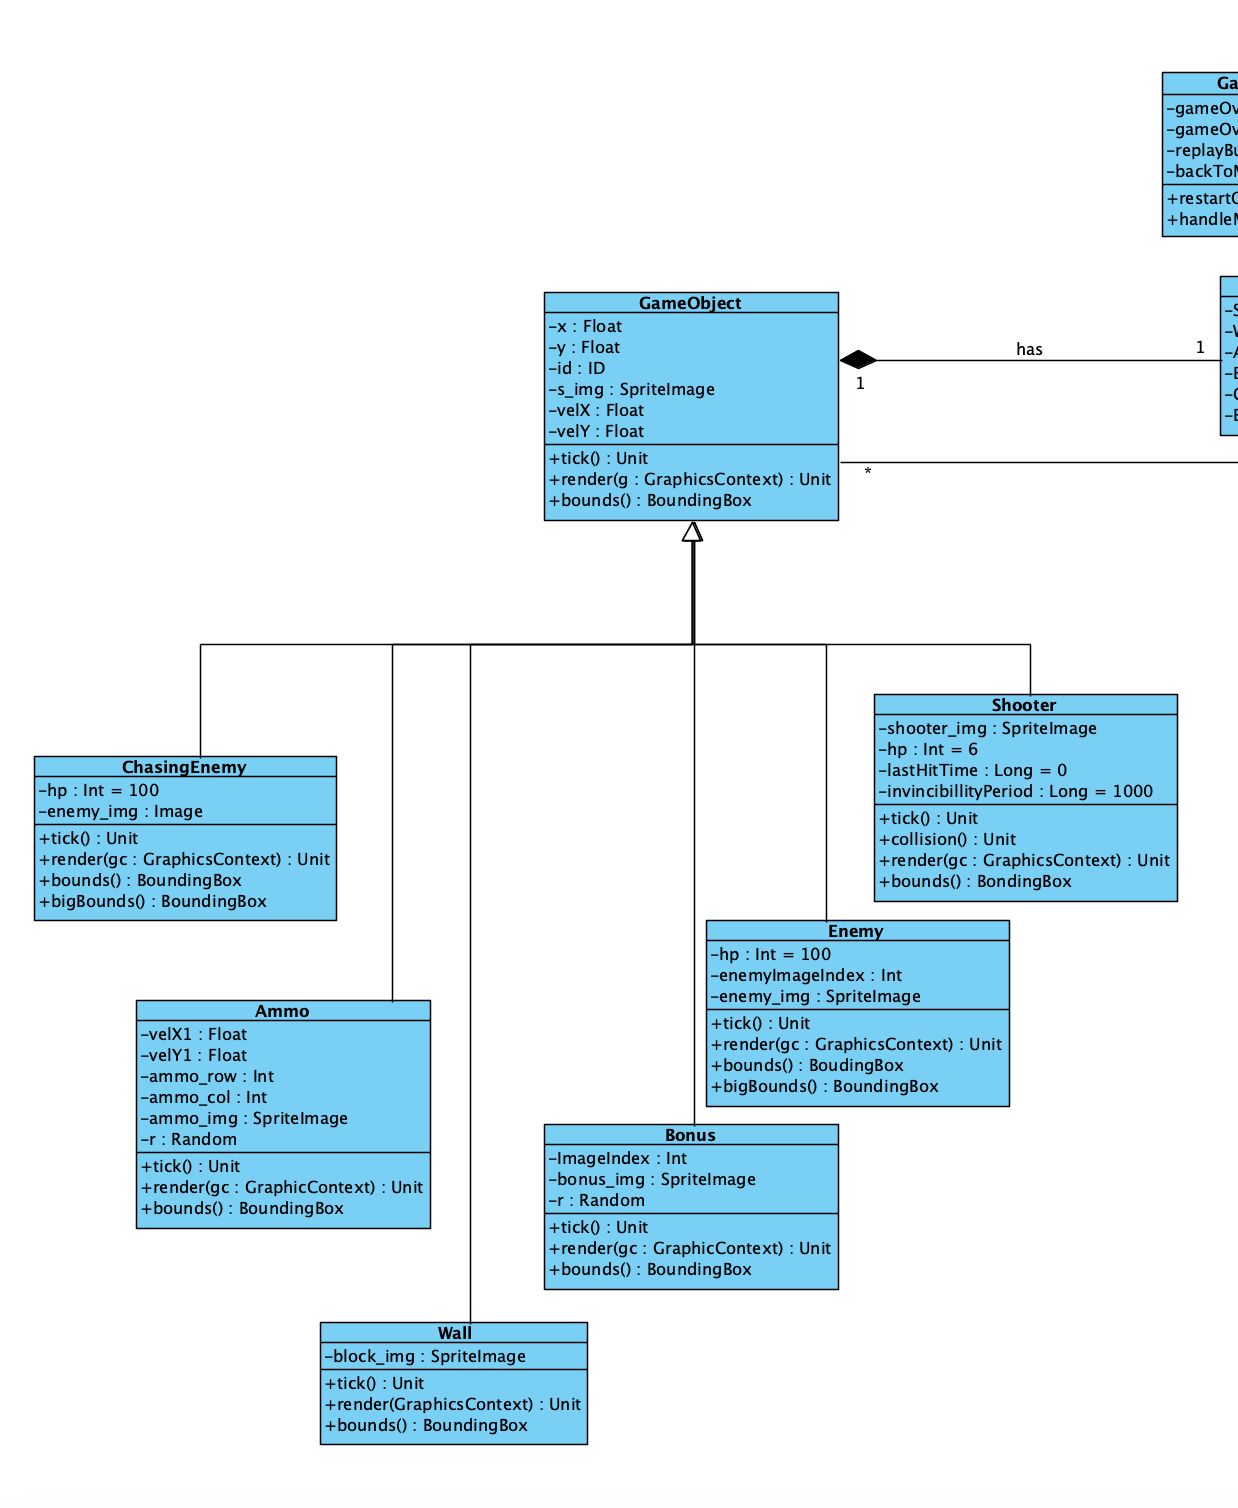 GameObject
-x : Float
-y : Float
-id : ID
-s_img : SpriteImage
-velX : Float
-velY : Float
+tick() : Unit
+render(g : GraphicsContext) : Unit
+bounds() : BoundingBox
1
has
1
*
ChasingEnemy
-hp : Int = 100
-enemy_img : Image
+tick() : Unit
+render(gc : GraphicsContext) : Unit
+bounds() : BoundingBox
+bigBounds() : BoundingBox
Shooter
-shooter_img : SpriteImage
-hp : Int = 6
-lastHitTime : Long = 0
-invincibillityPeriod : Long = 1000
+tick() : Unit
+collision() : Unit
+render(gc : GraphicsContext) : Unit
+bounds() : BondingBox
Enemy
-hp : Int = 100
-enemyImageIndex : Int
-enemy_img : SpriteImage
+tick() : Unit
+render(gc : GraphicsContext) : Unit
+bounds() : BoudingBox
+bigBounds() : BoundingBox
Ammo
-velX1 : Float
-velY1 : Float
-ammo_row : Int
-ammo_col : Int
-ammo_img : SpriteImage
-r : Random
+tick() : Unit
+render(gc : GraphicContext) : Unit
+bounds() : BoundingBox
Bonus
-ImageIndex : Int
-bonus_img : SpriteImage
-r : Random
+tick() : Unit
+render(gc : GraphicContext) : Unit
+bounds() : BoundingBox
Wall
-block_img : SpriteImage
+tick() : Unit
+render(GraphicsContext) : Unit
+bounds() : BoundingBox